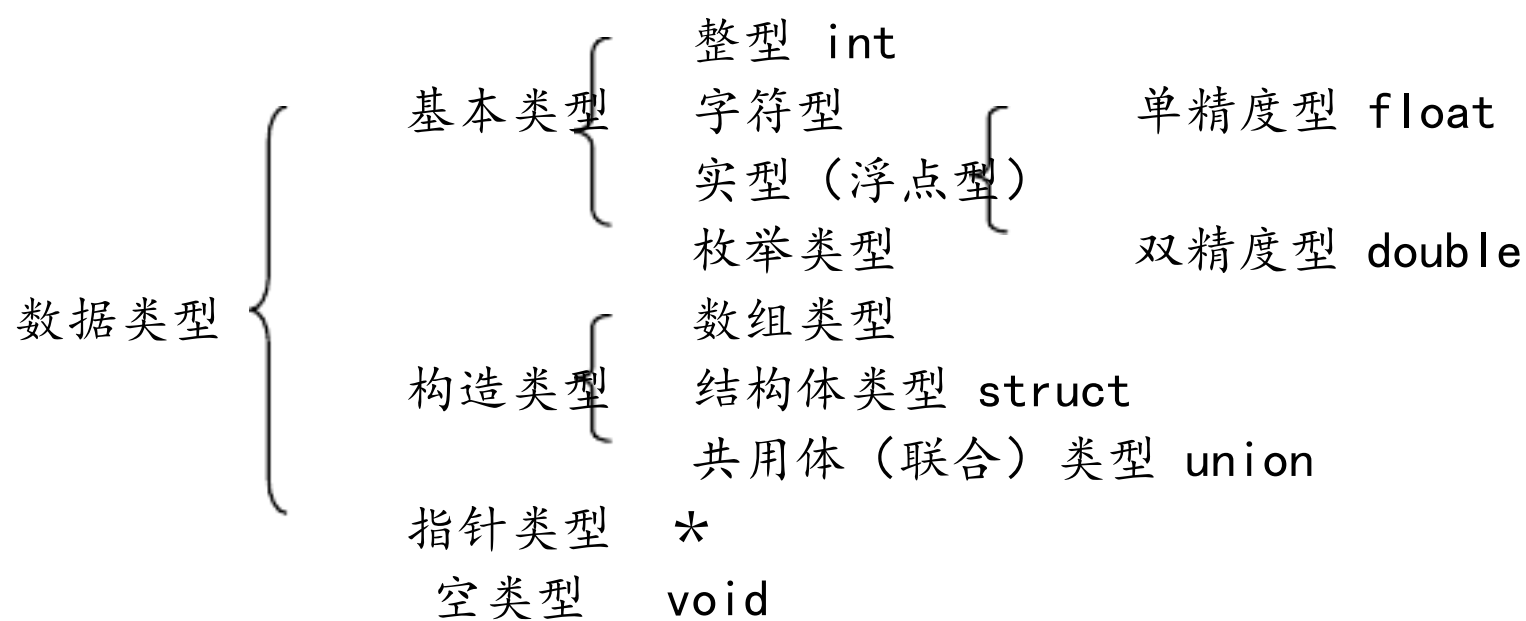 整型 int
基本类型 字符型 单精度型 float
实型（浮点型）
枚举类型 双精度型 double
数据类型 数组类型
构造类型 结构体类型 struct
共用体（联合）类型 union
指针类型 *
空类型 void